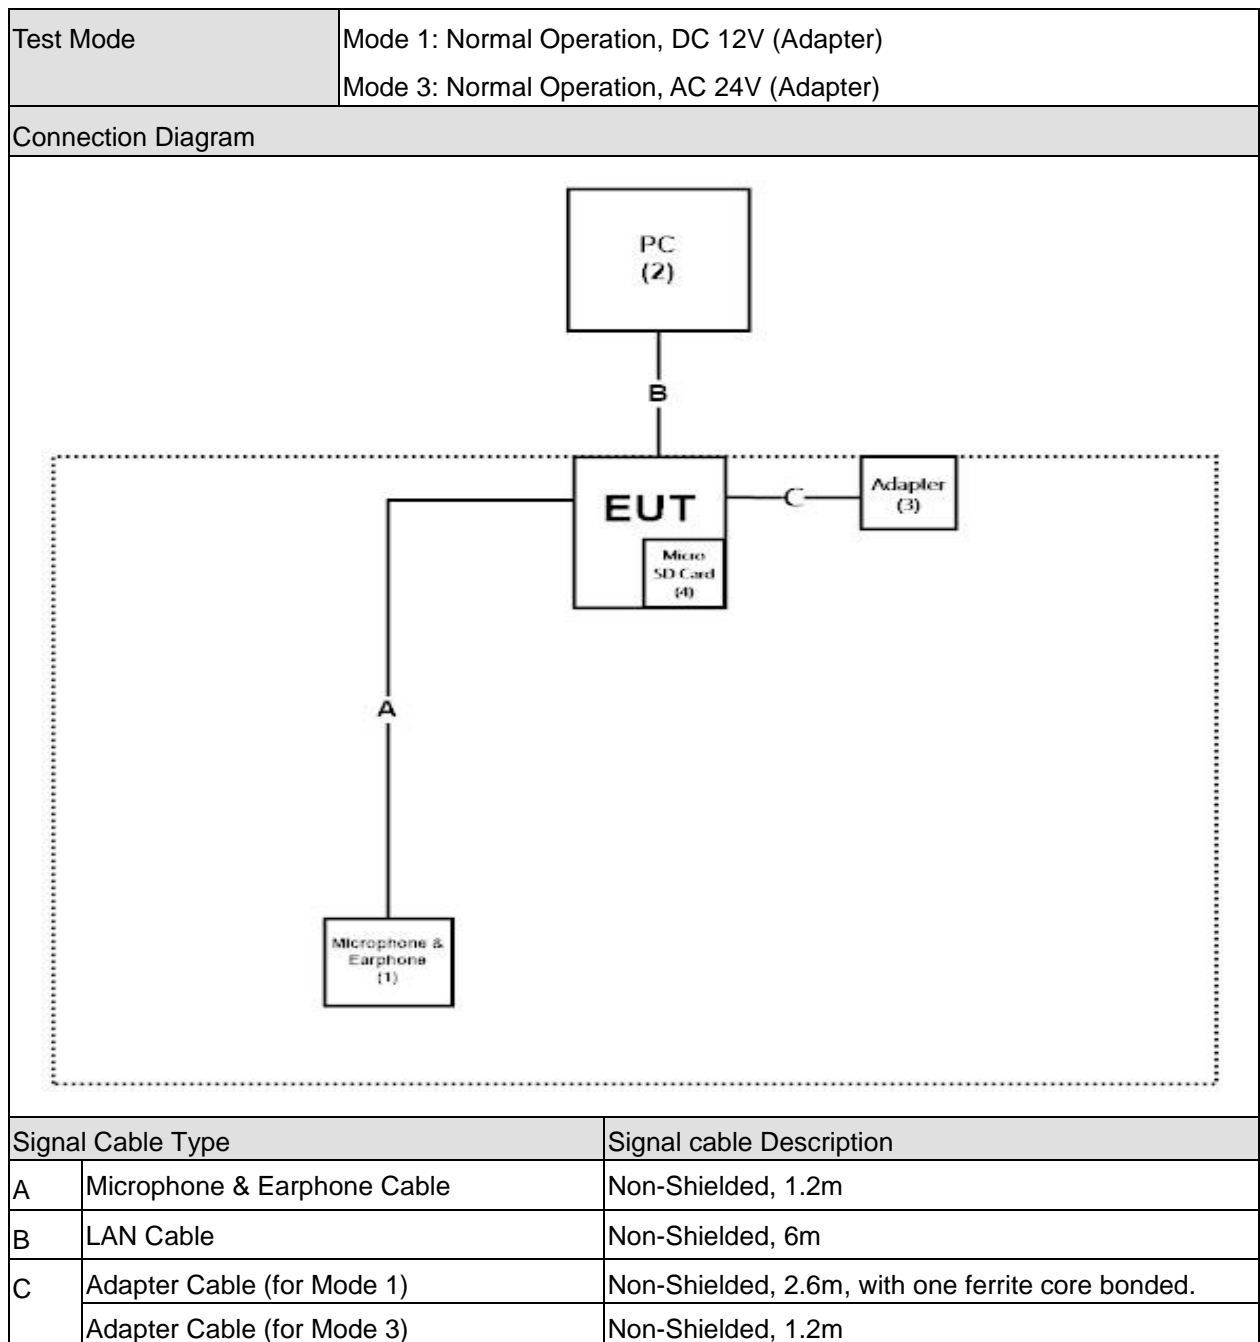 Test Mode
Mode 1: Normal Operation, DC 12V (Adapter)
Mode 3: Normal Operation, AC 24V (Adapter)
Connection Diagram
PC
(2)
B
EUT
C
Adapter
(3)
Micro
SD Card
(4)
A
Microphone &
Earphone
(1)
Signal Cable Type Signal cable Description
A Microphone & Earphone Cable Non-Shielded, 1.2m
B LAN Cable Non-Shielded, 6m
C Adapter Cable (for Mode 1) Non-Shielded, 2.6m, with one ferrite core bonded.
Adapter Cable (for Mode 3) Non-Shielded, 1.2m